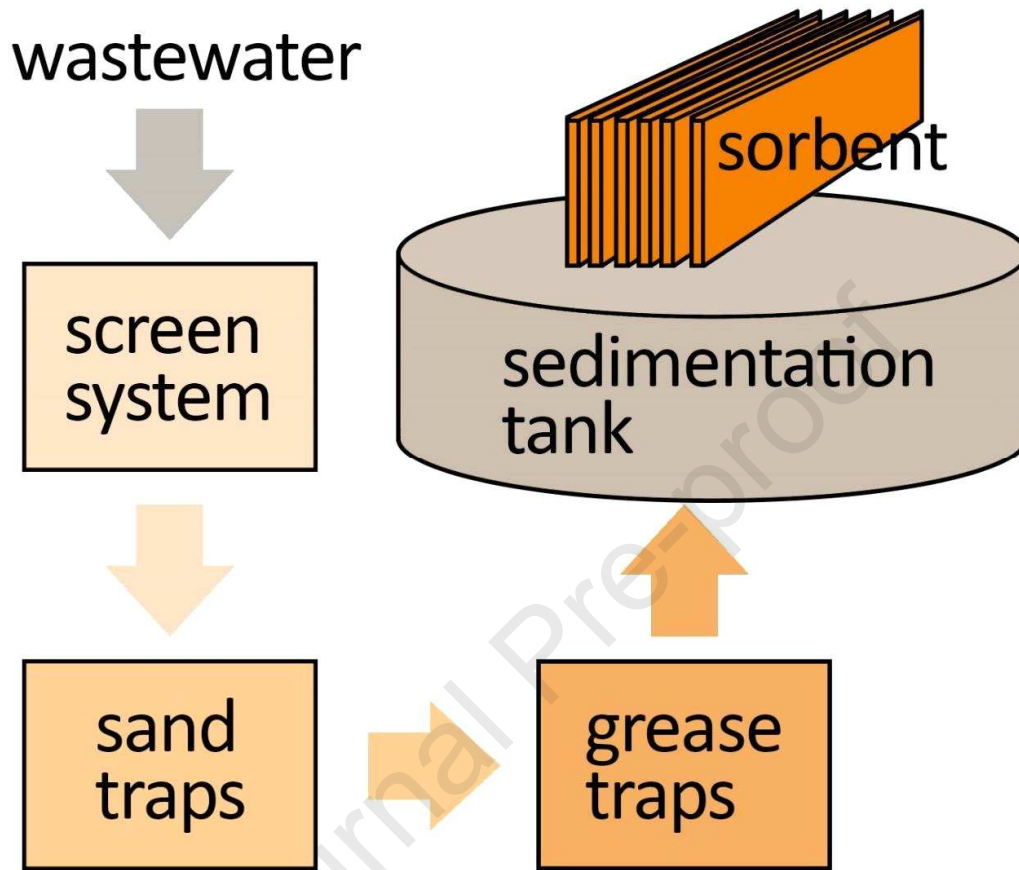 wastewater
screen
system
sand
traps
grease
traps
sedimentation
tank
sorbent
Journal Pre-proof